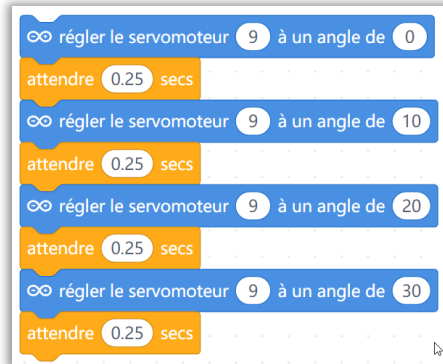 régler le servomoteur 9 à un angle de 0
attendre 0.25 secs
régler le servomoteur 9 à un angle de 10
attendre 0.25 secs
régler le servomoteur 9 à un angle de 20
attendre 0.25 secs
régler le servomoteur 9 à un angle de 30
attendre 0.25 secs